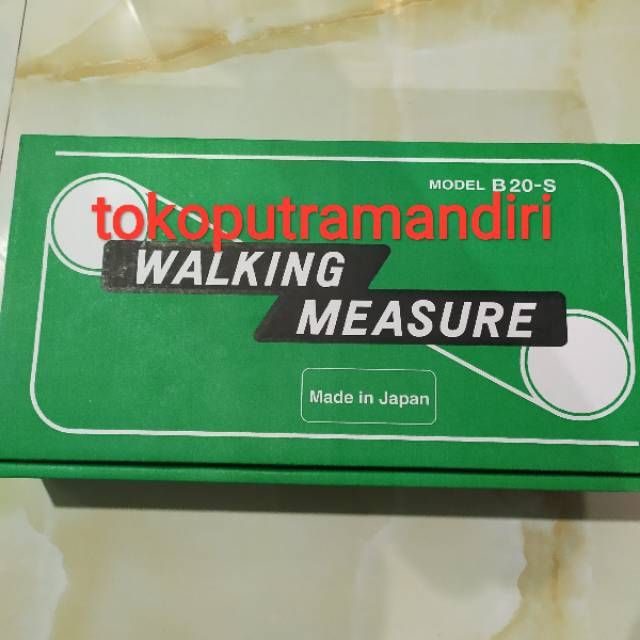 MODEL B20-S
tokoputramandiri
WALKING
MEASURE
Made in Japan